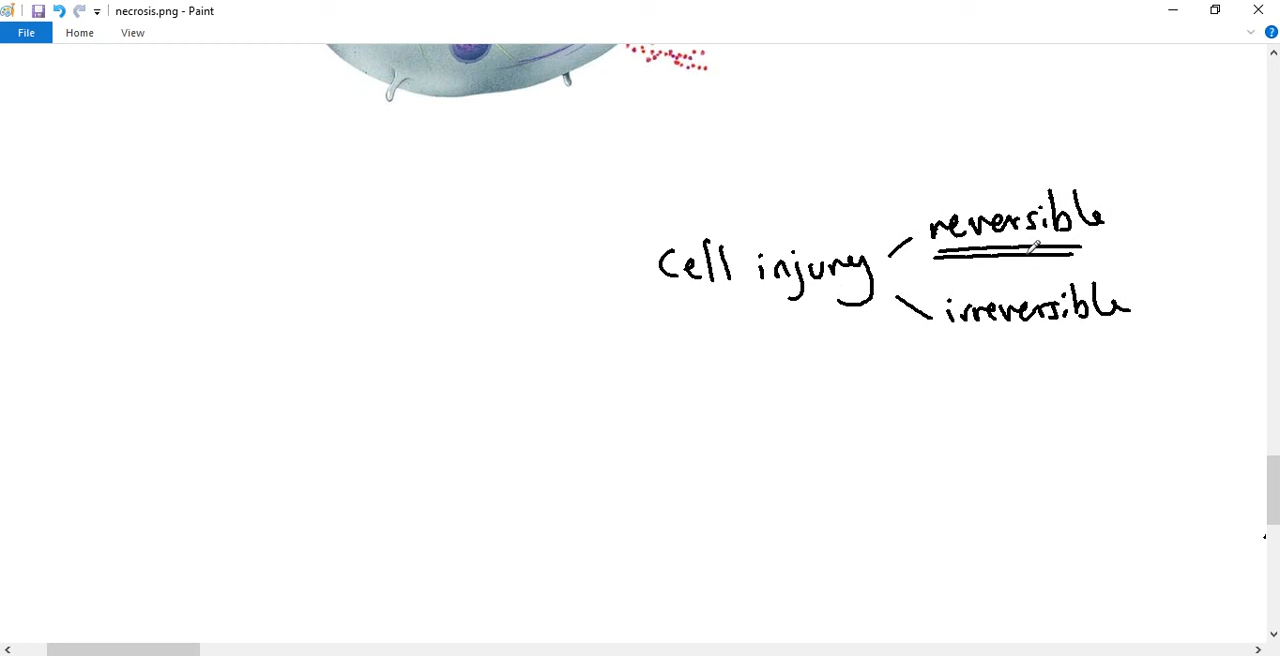 necrosis.png - Paint
File Home View
reversible
Cell injury
irreversible